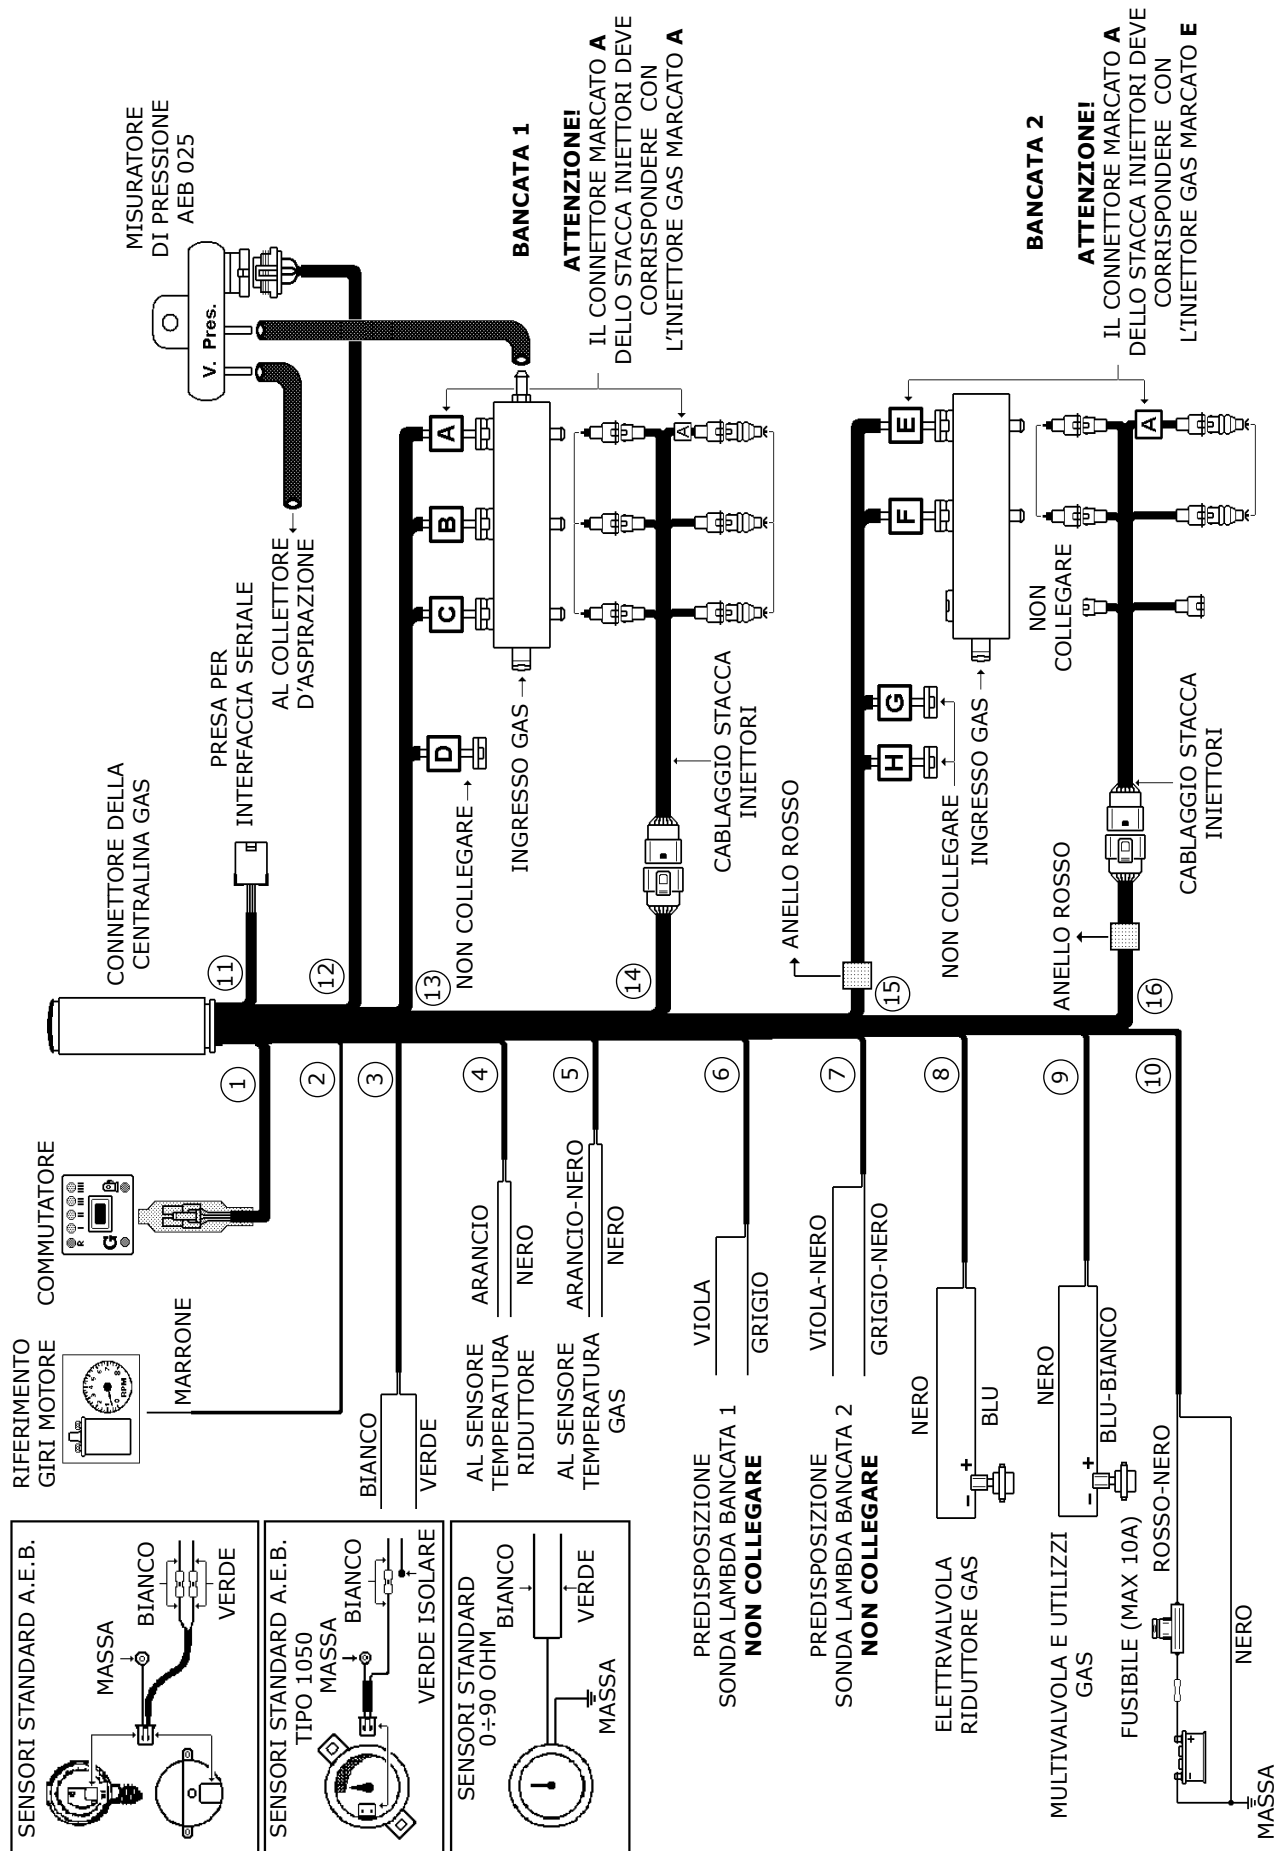 SENSORI STANDARD A.E.B.
MASSA
BIANCO
VERDE
SENSORI STANDARD A.E.B.
TIPO 1050
MASSA
BIANCO
VERDE ISOLARE
SENSORI STANDARD
0÷90 OHM
BIANCO
VERDE
MASSA
RIFERIMENTO
GIRI MOTORE
RPM
MARRONE
COMMUTATORE
R I II III IIII
G
CONNETTORE DELLA
CENTRALINA GAS
PRESA PER
INTERFACCIA SERIALE
MISURATORE
DI PRESSIONE
AEB 025
V. Pres.
AL COLLETTORE
D'ASPIRAZIONE
1
2
3
4
5
6
7
8
9
10
11
12
13
14
15
16
BIANCO
VERDE
AL SENSORE
TEMPERATURA
RIDUTTORE
ARANCIO
NERO
AL SENSORE
TEMPERATURA
GAS
ARANCIO-NERO
NERO
PREDISPOSIZIONE
SONDA LAMBDA BANCATA 1
NON COLLEGARE
VIOLA
GRIGIO
PREDISPOSIZIONE
SONDA LAMBDA BANCATA 2
NON COLLEGARE
VIOLA-NERO
GRIGIO-NERO
ELETTRVALVOLA
RIDUTTORE GAS
NERO
BLU
– +
MULTIVALVOLA E UTILIZZI
GAS
NERO
BLU-BIANCO
– +
FUSIBILE (MAX 10A)
ROSSO-NERO
NERO
– +
MASSA
D
C
B
A
NON COLLEGARE
INGRESSO GAS
CABLAGGIO STACCA
INIETTORI
A
BANCATA 1
ATTENZIONE!
IL CONNETTORE MARCATO A
DELLO STACCA INIETTORI DEVE
CORRISPONDERE CON
L'INIETTORE GAS MARCATO A
ANELLO ROSSO
H
G
F
E
NON COLLEGARE
INGRESSO GAS
NON
COLLEGARE
ANELLO ROSSO
CABLAGGIO STACCA
INIETTORI
A
BANCATA 2
ATTENZIONE!
IL CONNETTORE MARCATO A
DELLO STACCA INIETTORI DEVE
CORRISPONDERE CON
L'INIETTORE GAS MARCATO E